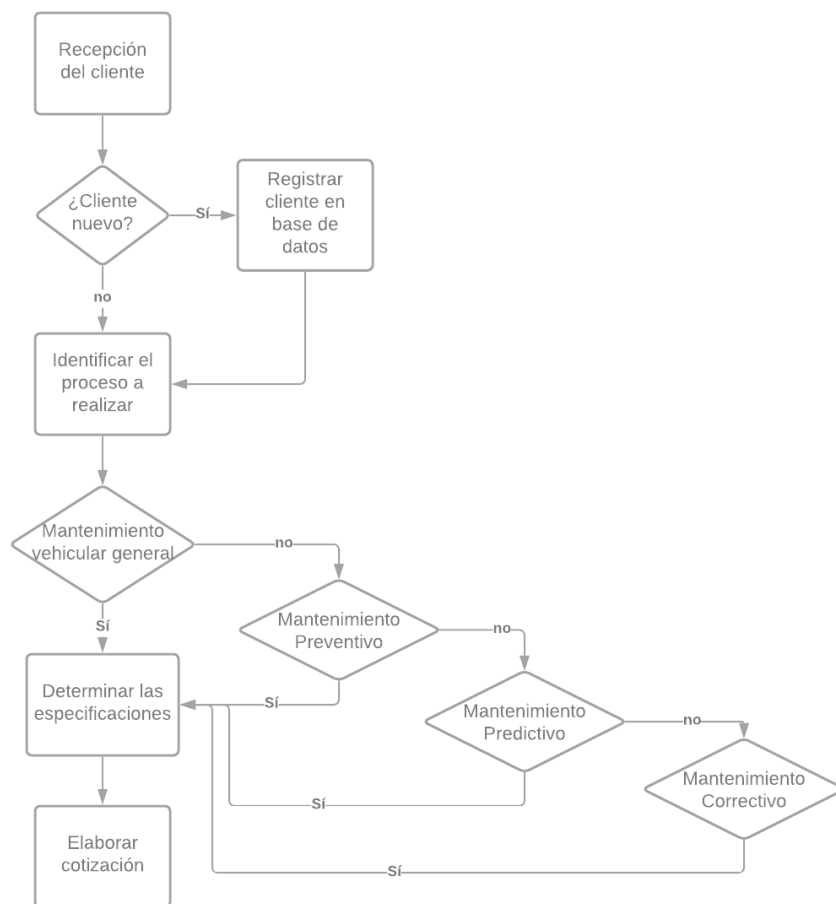 Recepción
del cliente
¿Cliente
nuevo?
Sí
Registrar
cliente en
base de
datos
no
Identificar el
proceso a
realizar
Mantenimiento
vehicular general
no
Sí
Mantenimiento
Preventivo
no
Sí
Determinar las
especificaciones
Mantenimiento
Predictivo
no
Sí
Mantenimiento
Correctivo
Sí
Elaborar
cotización